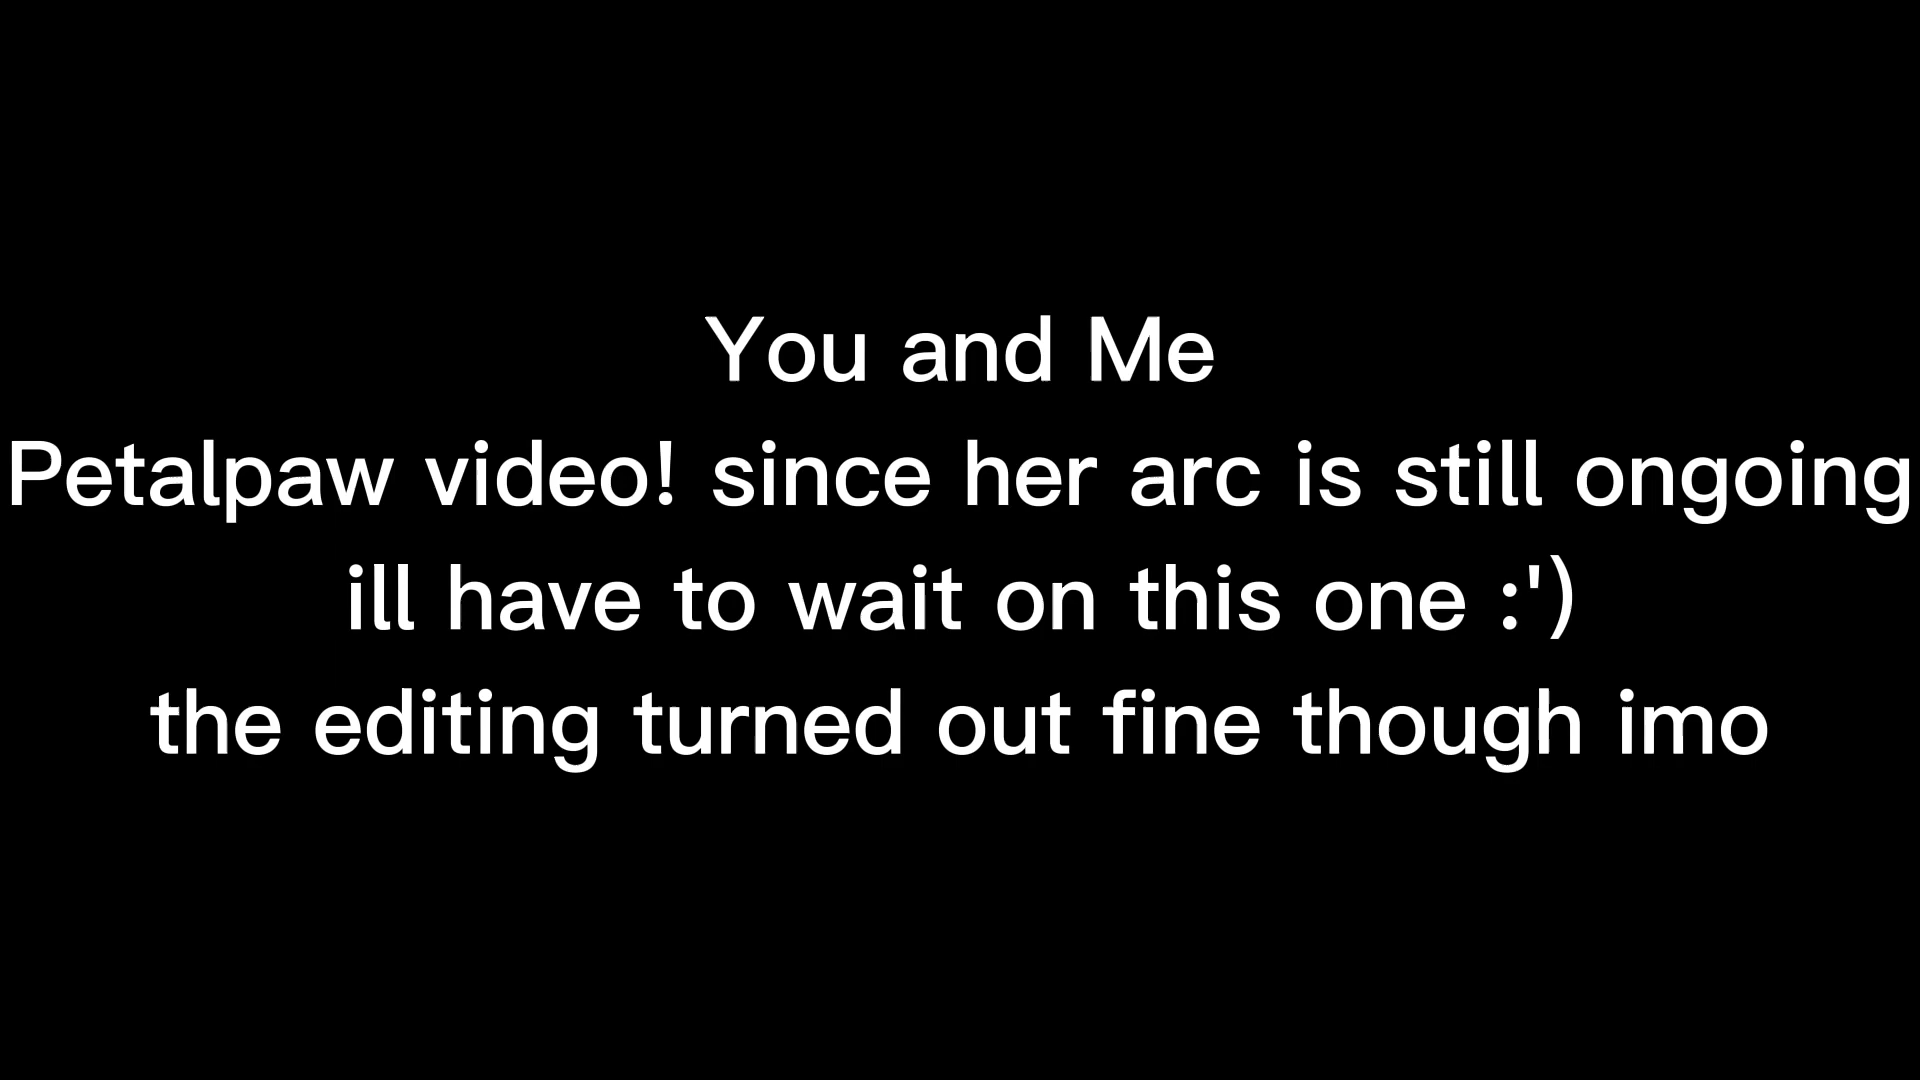 You and Me
Petalpaw video! since her arc is still ongoing
ill have to wait on this one :')
the editing turned out fine though imo